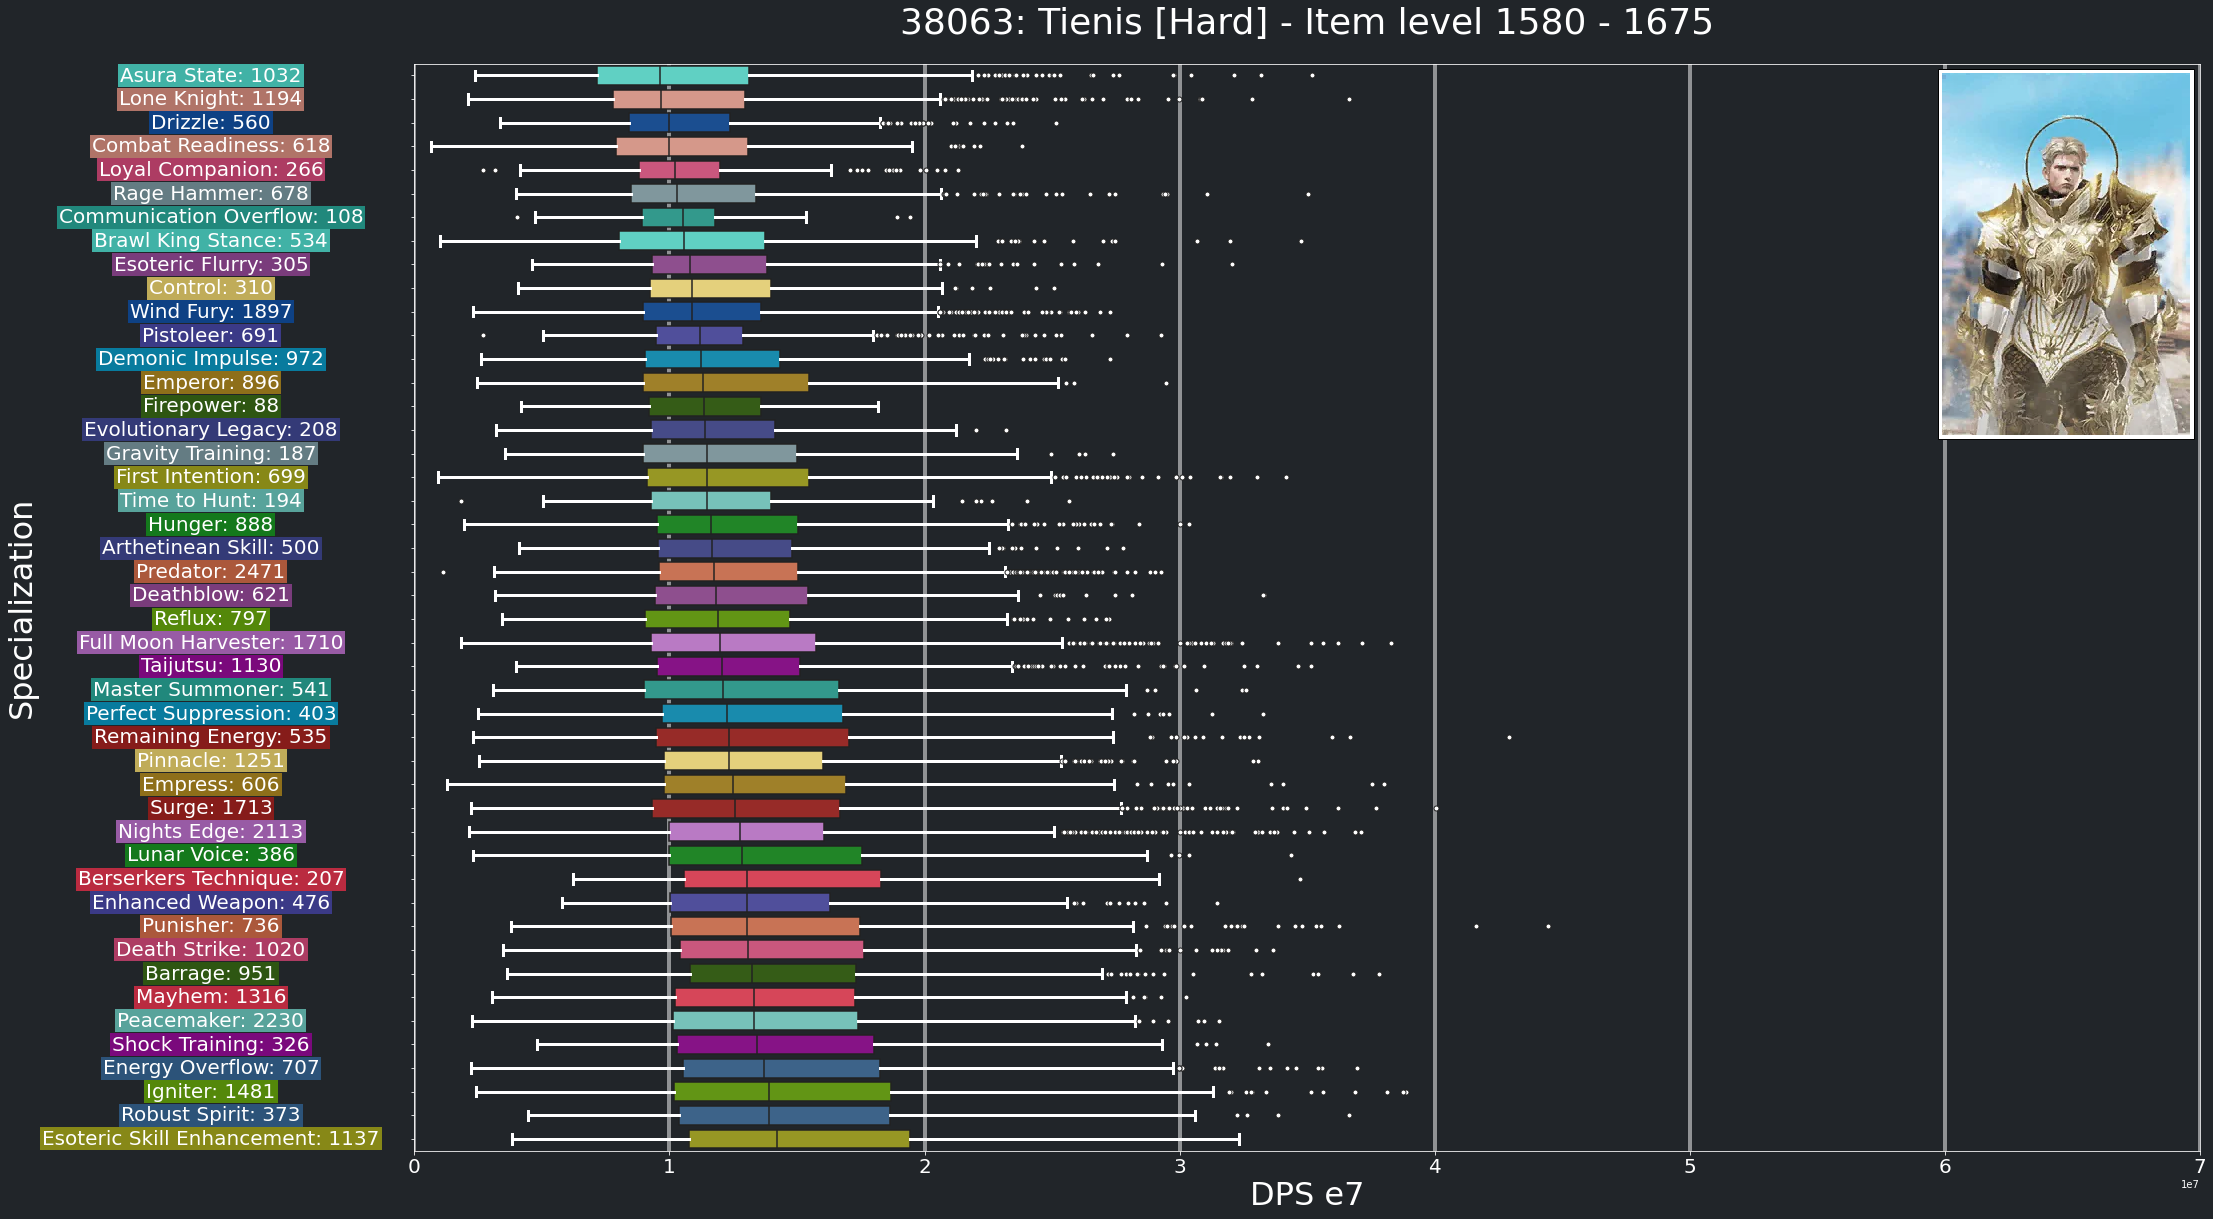 38063: Tienis [Hard] - Item level 1580 - 1675
Asura State: 1032
Lone Knight: 1194
Drizzle: 560
Combat Readiness: 618
Loyal Companion: 266
Rage Hammer: 678
Communication Overflow: 108
Brawl King Stance: 534
Esoteric Flurry: 305
Control: 310
Wind Fury: 1897
Pistoleer: 691
Demonic Impulse: 972
Emperor: 896
Firepower: 88
Evolutionary Legacy: 208
Gravity Training: 187
First Intention: 699
Time to Hunt: 194
Hunger: 888
Arthetinean Skill: 500
Predator: 2471
Deathblow: 621
Reflux: 797
Full Moon Harvester: 1710
Taijutsu: 1130
Master Summoner: 541
Perfect Suppression: 403
Remaining Energy: 535
Pinnacle: 1251
Empress: 606
Surge: 1713
Nights Edge: 2113
Lunar Voice: 386
Berserkers Technique: 207
Enhanced Weapon: 476
Punisher: 736
Death Strike: 1020
Barrage: 951
Mayhem: 1316
Peacemaker: 2230
Shock Training: 326
Energy Overflow: 707
Igniter: 1481
Robust Spirit: 373
Esoteric Skill Enhancement: 1137
Specialization
0 1 2 3 4 5 6 7
1e7
DPS e7